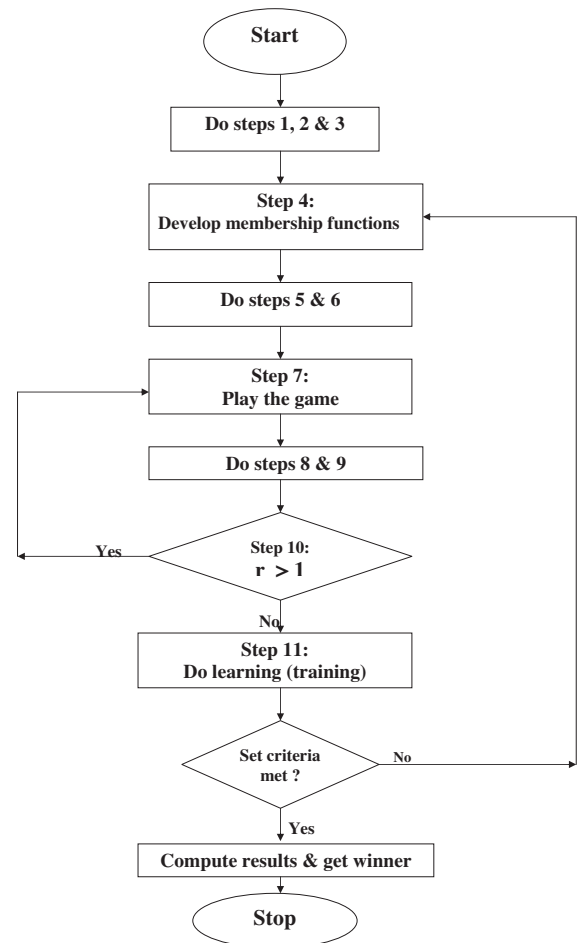 Start
Do steps 1, 2 & 3
Step 4:
Develop membership functions
Do steps 5 & 6
Step 7:
Play the game
Do steps 8 & 9
Step 10:
r > 1
Yes
No
Step 11:
Do learning (training)
Set criteria
met ?
No
Yes
Compute results & get winner
Stop